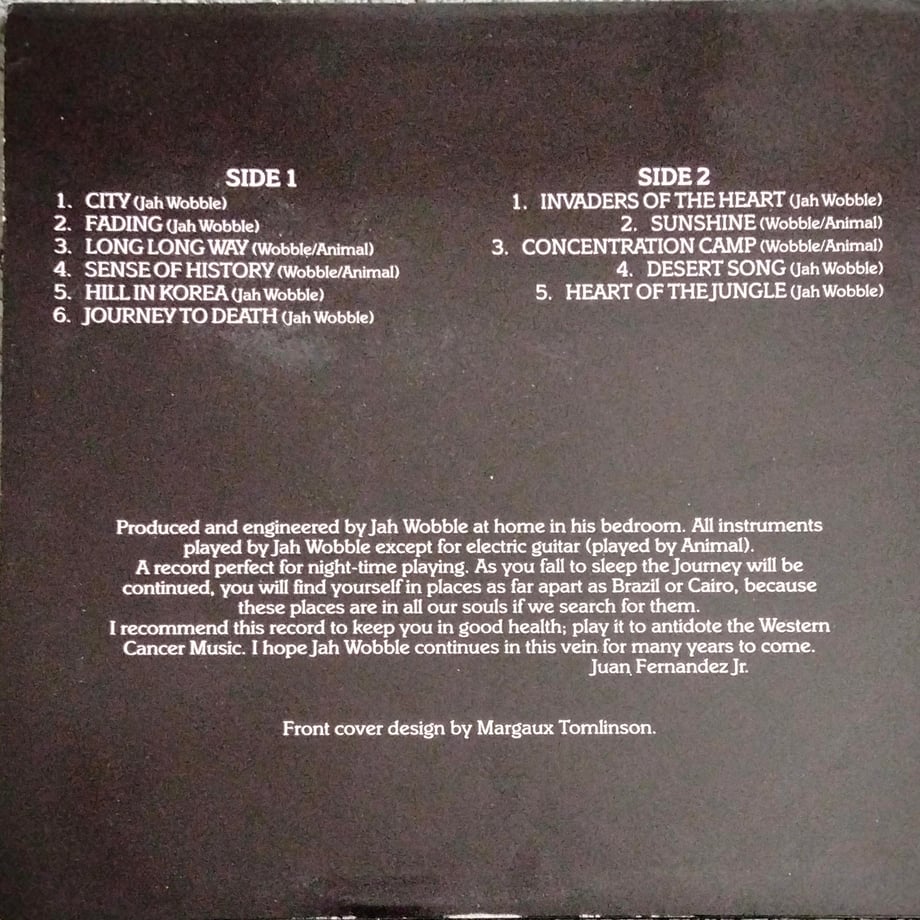 SIDE 1
1. CITY (Jah Wobble)
2. FADING (Jah Wobble)
3. LONG LONG WAY (Wobble/Animal)
4. SENSE OF HISTORY (Wobble/Animal)
5. HILL IN KOREA (Jah Wobble)
6. JOURNEY TO DEATH (Jah Wobble)
SIDE 2
1. INVADERS OF THE HEART (Jah Wobble)
2. SUNSHINE (Wobble/Animal)
3. CONCENTRATION CAMP (Wobble/Animal)
4. DESERT SONG (Jah Wobble)
5. HEART OF THE JUNGLE (Jah Wobble)
Produced and engineered by Jah Wobble at home in his bedroom. All instruments
played by Jah Wobble except for electric guitar (played by Animal).
A record perfect for night-time playing. As you fall to sleep the Journey will be
continued, you will find yourself in places as far apart as Brazil or Cairo, because
these places are in all our souls if we search for them.
I recommend this record to keep you in good health; play it to antidote the Western
Cancer Music. I hope Jah Wobble continues in this vein for many years to come.
Juan Fernandez Jr.
Front cover design by Margaux Tomlinson.